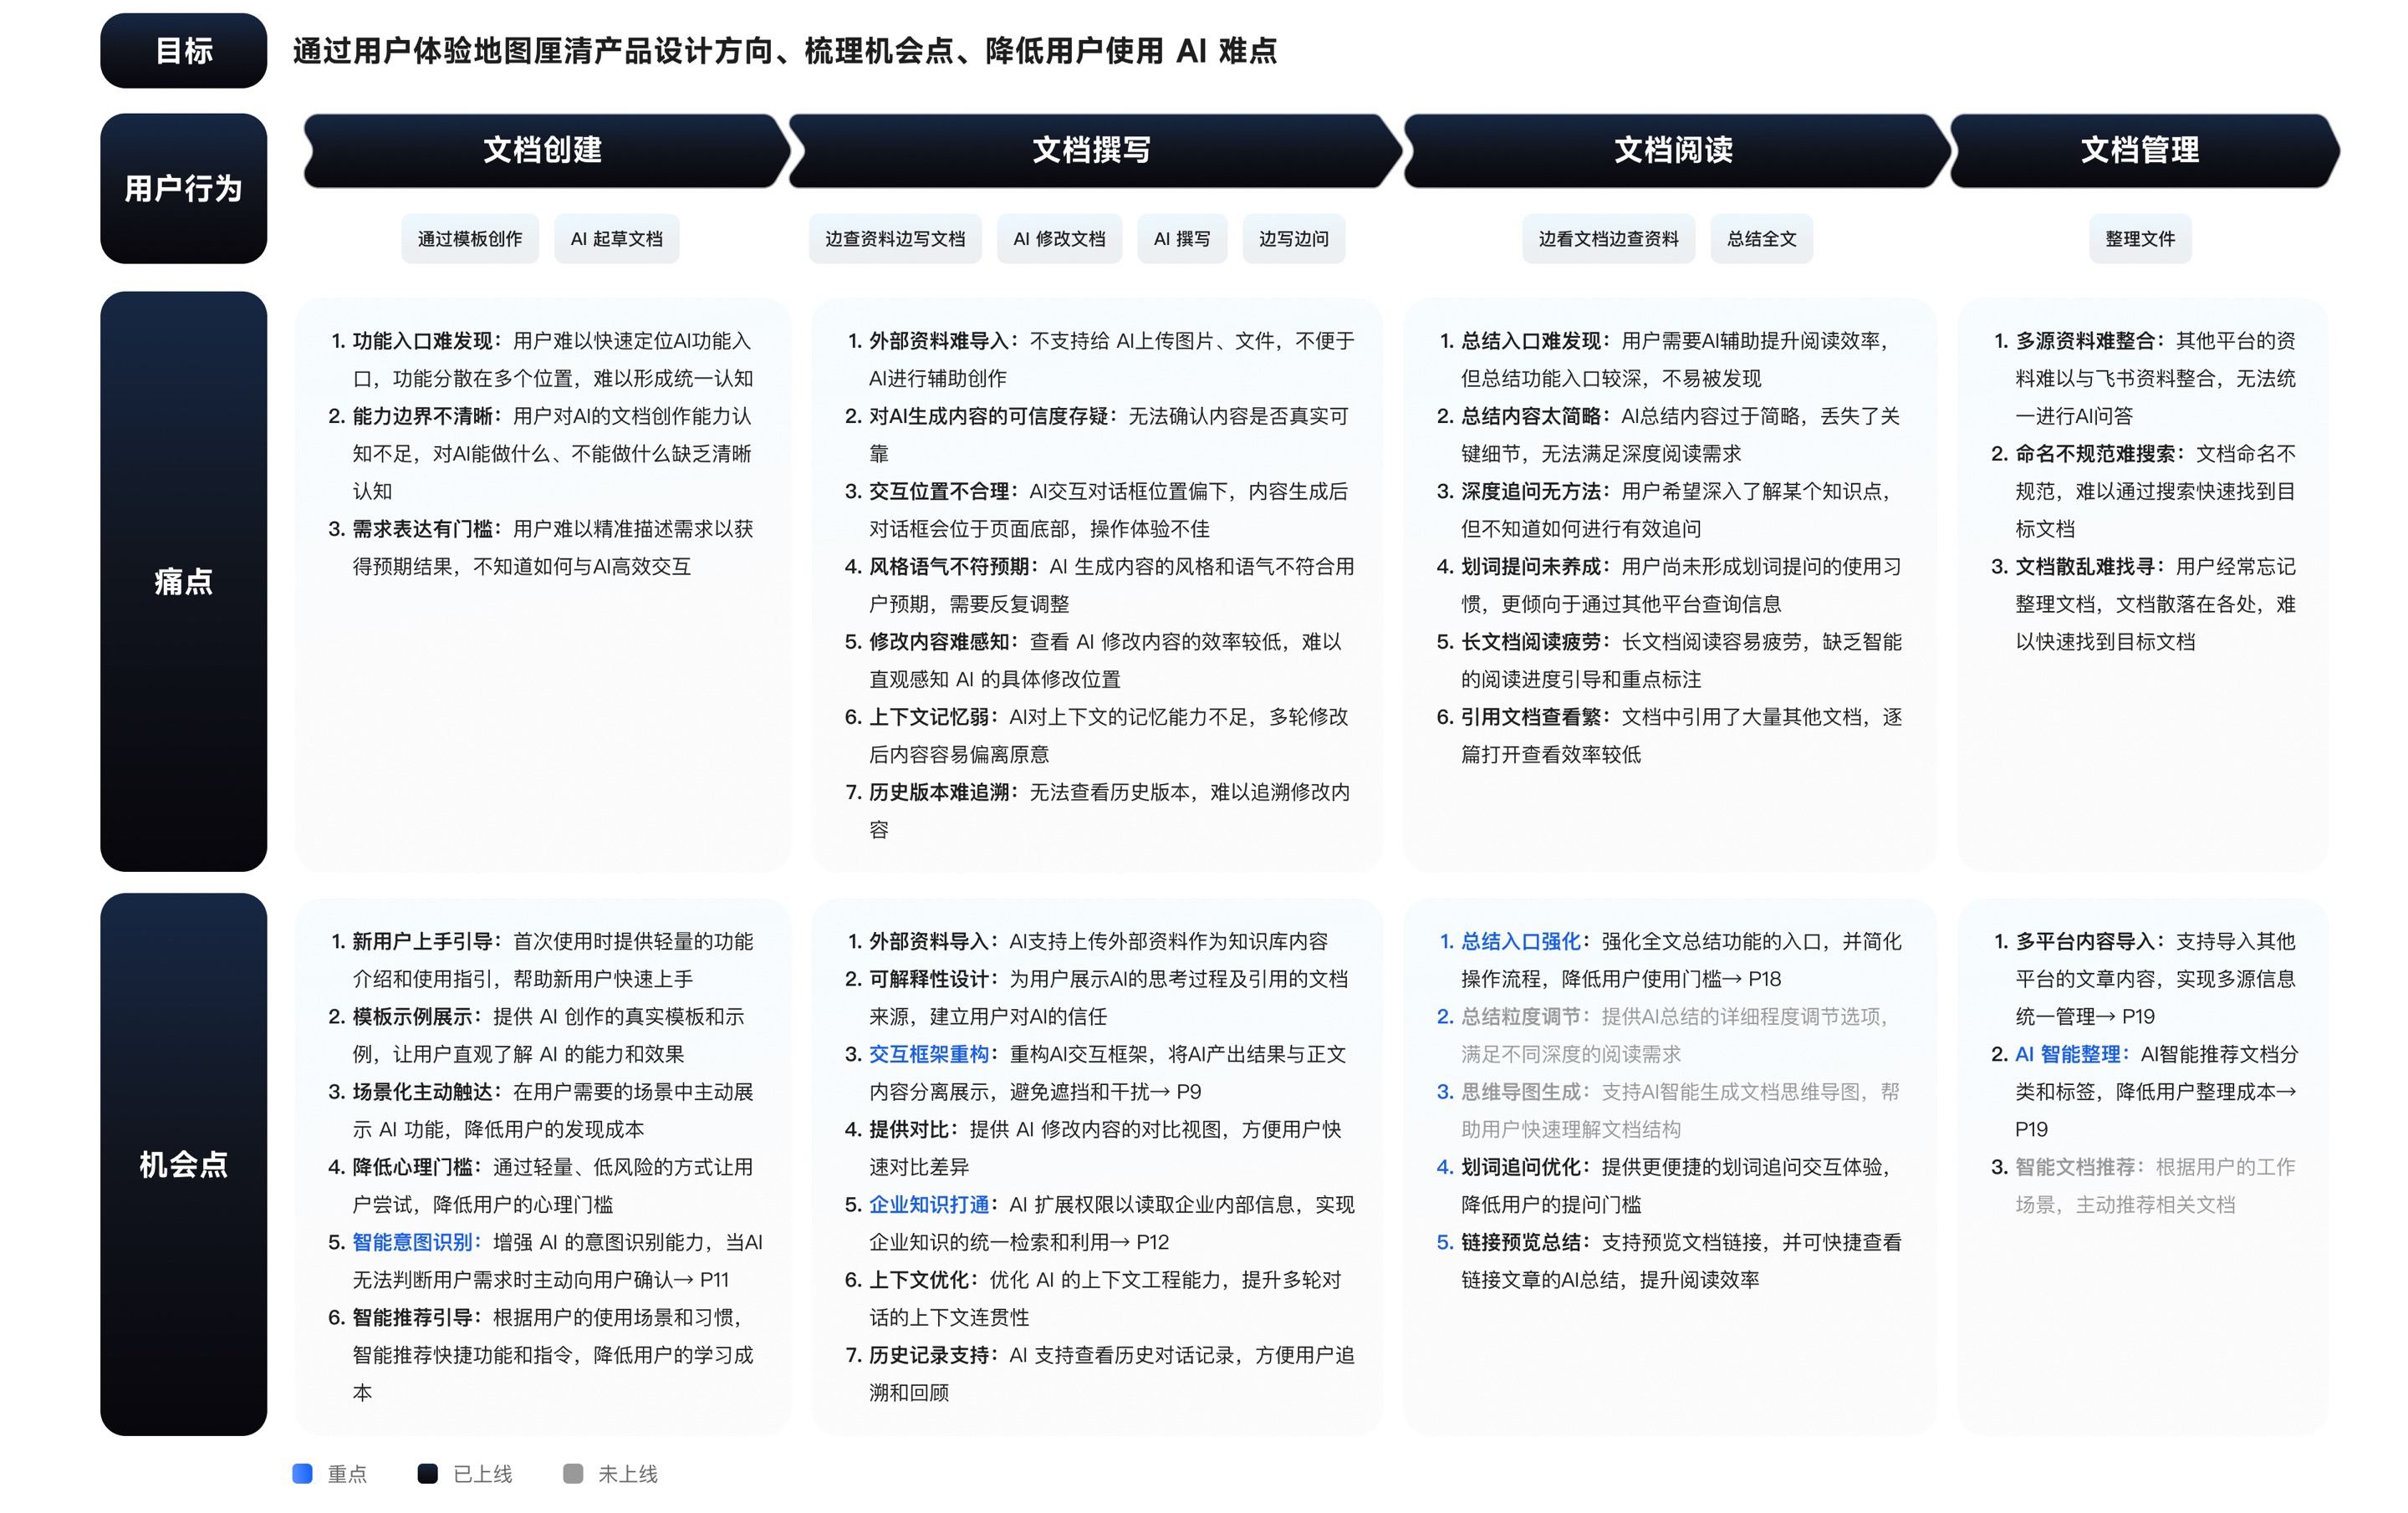 目标
通过用户体验地图厘清产品设计方向、梳理机会点、降低用户使用 AI 难点
用户行为
文档创建
文档撰写
文档阅读
文档管理
通过模板创作
AI 起草文档
边查资料边写文档
AI 修改文档
AI 撰写
边写边问
边看文档边查资料
总结全文
整理文件
痛点
1. 功能入口难发现：用户难以快速定位AI功能入
口，功能分散在多个位置，难以形成统一认知
2. 能力边界不清晰：用户对AI的文档创作能力认
知不足，对AI能做什么、不能做什么缺乏清晰
认知
3. 需求表达有门槛：用户难以精准描述需求以获
得预期结果，不知道如何与AI高效交互
1. 外部资料难导入：不支持给 AI上传图片、文件，不便于
AI进行辅助创作
2. 对AI生成内容的可信度存疑：无法确认内容是否真实可
靠
3. 交互位置不合理：AI交互对话框位置偏下，内容生成后
对话框会位于页面底部，操作体验不佳
4. 风格语气不符预期：AI 生成内容的风格和语气不符合用
户预期，需要反复调整
5. 修改内容难感知：查看 AI 修改内容的效率较低，难以
直观感知 AI 的具体修改位置
6. 上下文记忆弱：AI对上下文的记忆能力不足，多轮修改
后内容容易偏离原意
7. 历史版本难追溯：无法查看历史版本，难以追溯修改内
容
1. 总结入口难发现：用户需要AI辅助提升阅读效率，
但总结功能入口较深，不易被发现
2. 总结内容太简略：AI总结内容过于简略，丢失了关
键细节，无法满足深度阅读需求
3. 深度追问无方法：用户希望深入了解某个知识点，
但不知道如何进行有效追问
4. 划词提问未养成：用户尚未形成划词提问的使用习
惯，更倾向于通过其他平台查询信息
5. 长文档阅读疲劳：长文档阅读容易疲劳，缺乏智能
的阅读进度引导和重点标注
6. 引用文档查看繁：文档中引用了大量其他文档，逐
篇打开查看效率较低
1. 多源资料难整合：其他平台的资
料难以与飞书资料整合，无法统
一进行AI问答
2. 命名不规范难搜索：文档命名不
规范，难以通过搜索快速找到目
标文档
3. 文档散乱难找寻：用户经常忘记
整理文档，文档散落在各处，难
以快速找到目标文档
机会点
1. 新用户上手引导：首次使用时提供轻量的功能
介绍和使用指引，帮助新用户快速上手
2. 模板示例展示：提供 AI 创作的真实模板和示
例，让用户直观了解 AI 的能力和效果
3. 场景化主动触达：在用户需要的场景中主动展
示 AI 功能，降低用户的发现成本
4. 降低心理门槛：通过轻量、低风险的方式让用
户尝试，降低用户的心理门槛
5. 智能意图识别：增强 AI 的意图识别能力，当AI
无法判断用户需求时主动向用户确认→ P11
6. 智能推荐引导：根据用户的使用场景和习惯，
智能推荐快捷功能和指令，降低用户的学习成
本
1. 外部资料导入：AI支持上传外部资料作为知识库内容
2. 可解释性设计：为用户展示AI的思考过程及引用的文档
来源，建立用户对AI的信任
3. 交互框架重构：重构AI交互框架，将AI产出结果与正文
内容分离展示，避免遮挡和干扰→ P9
4. 提供对比：提供 AI 修改内容的对比视图，方便用户快
速对比差异
5. 企业知识打通：AI 扩展权限以读取企业内部信息，实现
企业知识的统一检索和利用→ P12
6. 上下文优化：优化 AI 的上下文工程能力，提升多轮对
话的上下文连贯性
7. 历史记录支持：AI 支持查看历史对话记录，方便用户追
溯和回顾
1. 总结入口强化：强化全文总结功能的入口，并简化
操作流程，降低用户使用门槛→ P18
2. 总结粒度调节：提供AI总结的详细程度调节选项，
满足不同深度的阅读需求
3. 思维导图生成：支持AI智能生成文档思维导图，帮
助用户快速理解文档结构
4. 划词追问优化：提供更便捷的划词追问交互体验，
降低用户的提问门槛
5. 链接预览总结：支持预览文档链接，并可快捷查看
链接文章的AI总结，提升阅读效率
1. 多平台内容导入：支持导入其他
平台的文章内容，实现多源信息
统一管理→ P19
2. AI 智能整理：AI智能推荐文档分
类和标签，降低用户整理成本→
P19
3. 智能文档推荐：根据用户的工作
场景，主动推荐相关文档
重点
已上线
未上线